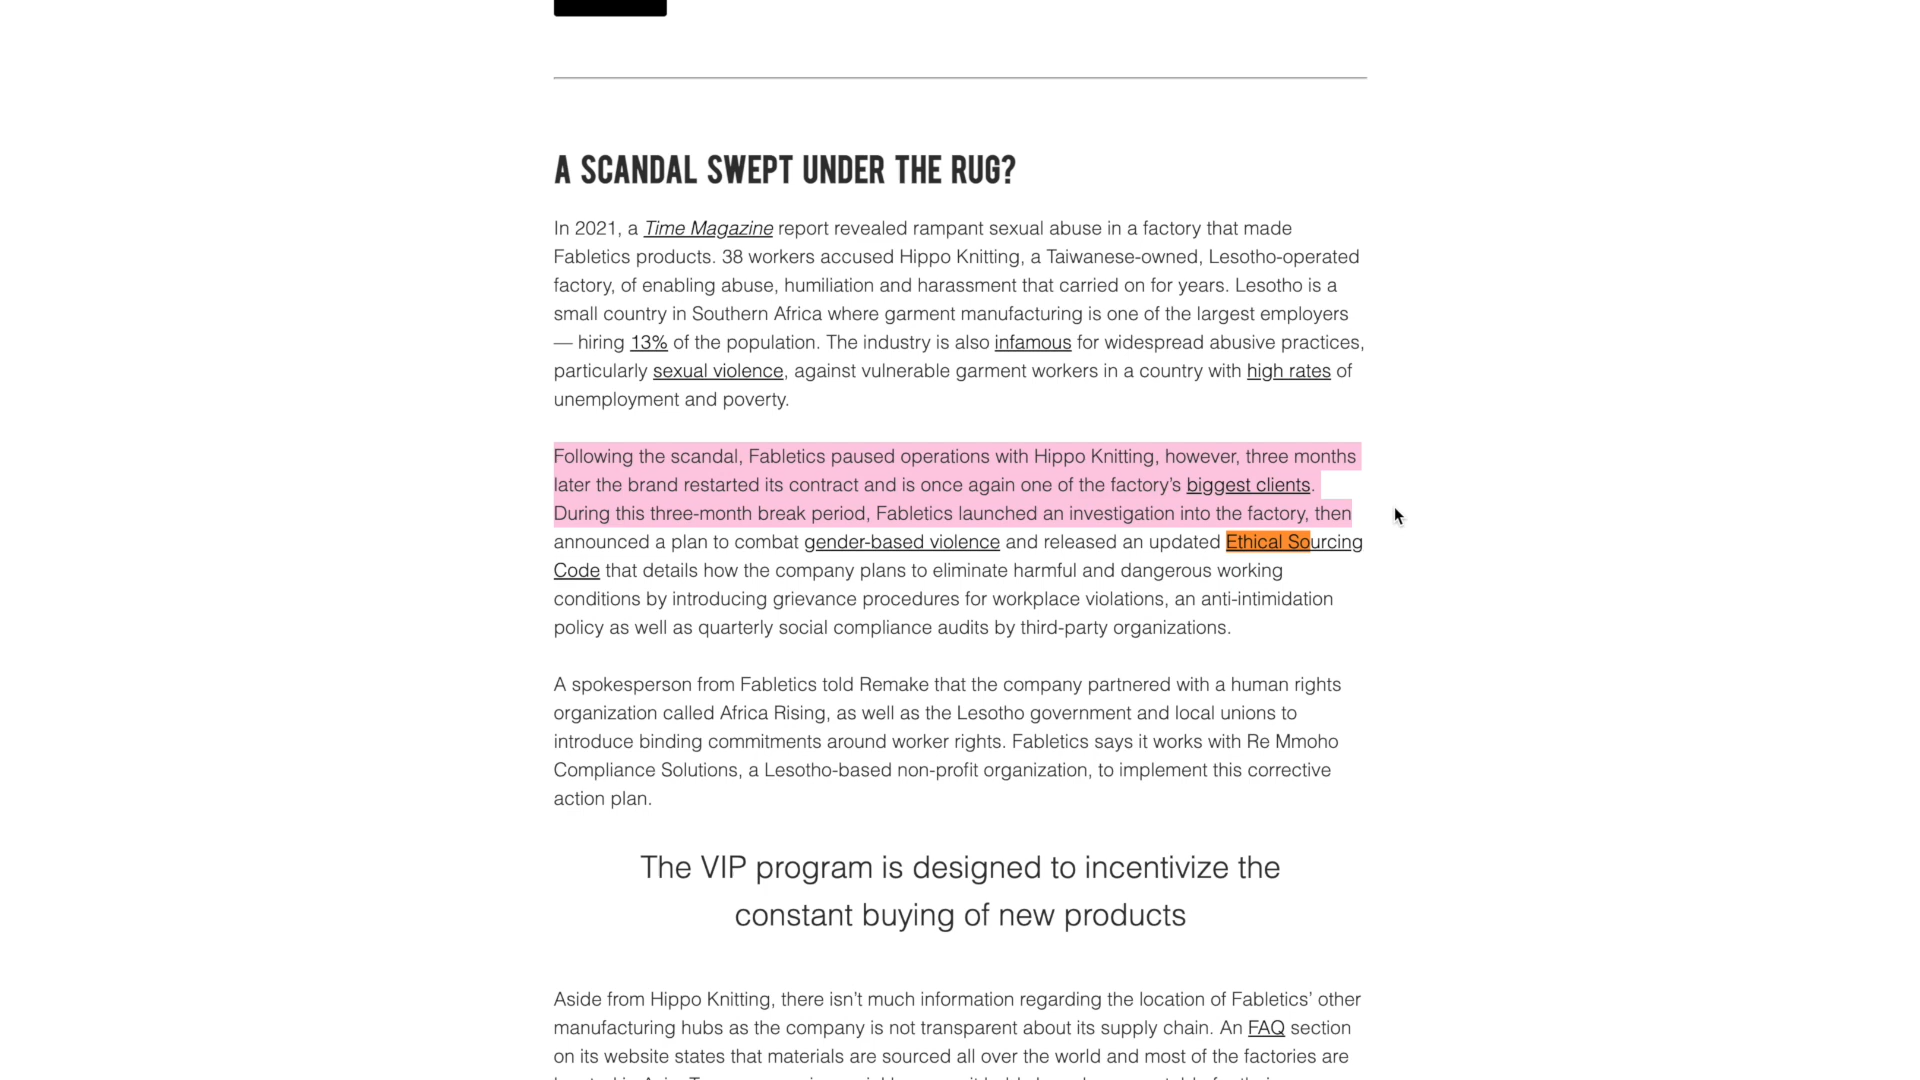 A SCANDAL SWEPT UNDER THE RUG?
In 2021, a Time Magazine report revealed rampant sexual abuse in a factory that made
Fabletics products. 38 workers accused Hippo Knitting, a Taiwanese-owned, Lesotho-operated
factory, of enabling abuse, humiliation and harassment that carried on for years. Lesotho is a
small country in Southern Africa where garment manufacturing is one of the largest employers
— hiring 13% of the population. The industry is also infamous for widespread abusive practices,
particularly sexual violence, against vulnerable garment workers in a country with high rates of
unemployment and poverty.
Following the scandal, Fabletics paused operations with Hippo Knitting, however, three months
later the brand restarted its contract and is once again one of the factory’s biggest clients.
During this three-month break period, Fabletics launched an investigation into the factory, then
announced a plan to combat gender-based violence and released an updated Ethical Sourcing
Code that details how the company plans to eliminate harmful and dangerous working
conditions by introducing grievance procedures for workplace violations, an anti-intimidation
policy as well as quarterly social compliance audits by third-party organizations.
A spokesperson from Fabletics told Remake that the company partnered with a human rights
organization called Africa Rising, as well as the Lesotho government and local unions to
introduce binding commitments around worker rights. Fabletics says it works with Re Mmoho
Compliance Solutions, a Lesotho-based non-profit organization, to implement this corrective
action plan.
The VIP program is designed to incentivize the
constant buying of new products
Aside from Hippo Knitting, there isn’t much information regarding the location of Fabletics’ other
manufacturing hubs as the company is not transparent about its supply chain. An FAQ section
on its website states that materials are sourced all over the world and most of the factories are